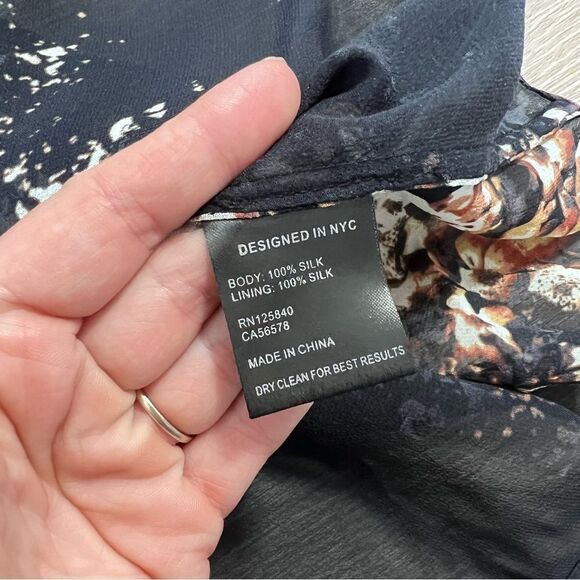 DESIGNED IN NYC
BODY: 100% SILK
LINING: 100% SILK
RN125840
CA56578
MADE IN CHINA
DRY CLEAN FOR BEST RESULTS